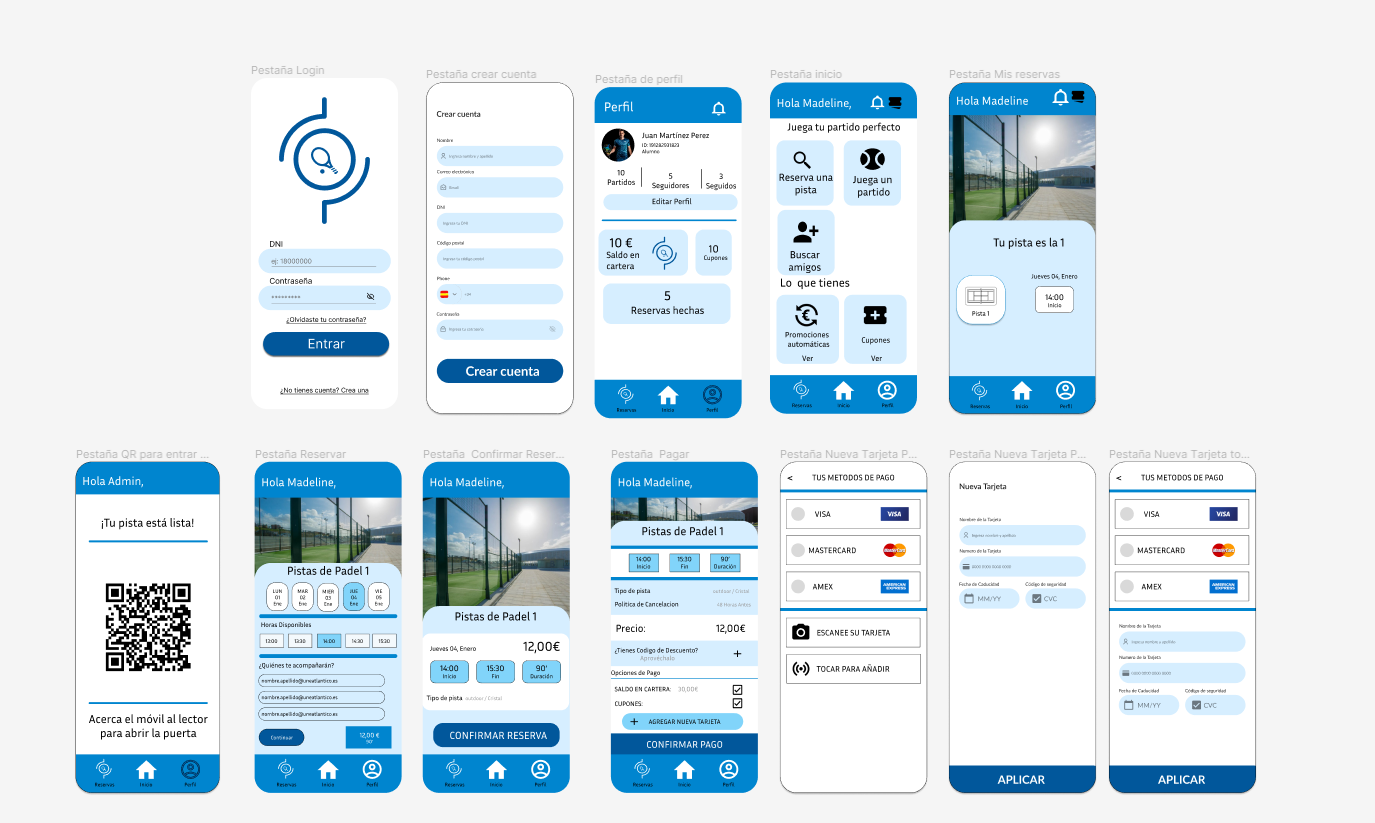 Pestaña Login
DNI
ej: 18000000
Contraseña
*********
¿Olvidaste tu contraseña?
Entrar
¿No tienes cuenta? Crea una
Pestaña crear cuenta
Crear cuenta
Nombre
Ingrese nombre / apellido
Correo electrónico
Email
DNI
Ingrese tu DNI
Código postal
Ingrese tu código postal
Phone
Contraseña
Crear cuenta
Pestaña de perfil
Perfil
Juan Martínez Perez
ID: 191282931823
Alumno
10
Partidos
5
Seguidores
3
Seguidos
Editar Perfil
10 €
Saldo en
cartera
10
Cupones
5
Reservas hechas
Reservas
Inicio
Perfil
Pestaña inicio
Hola Madeline,
Juega tu partido perfecto
Reserva una
pista
Juega un
partido
Buscar
amigos
Lo que tienes
Promociones
automáticas
Ver
Cupones
Ver
Reservas
Inicio
Perfil
Pestaña Mis reservas
Hola Madeline
Tu pista es la 1
Pista 1
Jueves 04, Enero
14:00
Inicio
Reservas
Inicio
Perfil
Pestaña QR para entrar ...
Hola Admin,
¡Tu pista está lista!
Acerca el móvil al lector
para abrir la puerta
Reservas
Inicio
Perfil
Pestaña Reservar
Hola Madeline,
Pistas de Padel 1
LUN
01
Ene
MAR
02
Ene
MIER
03
Ene
JUE
04
Ene
VIE
05
Ene
Horas Disponibles
13:00
13:30
14:00
14:30
15:30
¿Quiénes te acompañarán?
nombre.apellido@uneatlantico.es
nombre.apellido@uneatlantico.es
nombre.apellido@uneatlantico.es
Continuar
12,00 €
90'
Reservas
Inicio
Perfil
Pestaña Confirmar Reser...
Hola Madeline,
Pistas de Padel 1
Jueves 04, Enero
12,00€
14:00
Inicio
15:30
Fin
90'
Duración
Tipo de pista
outdoor / Cristal
CONFIRMAR RESERVA
Reservas
Inicio
Perfil
Pestaña Pagar
Hola Madeline,
Pistas de Padel 1
14:00
Inicio
15:30
Fin
90'
Duración
Tipo de pista
outdoor / Cristal
Politica de Cancelacion
48 Horas Antes
Precio:
12,00€
¿Tienes Codigo de Descuento?
Aprovéchalo
+
Opciones de Pago
SALDO EN CARTERA:
30,00€
CUPONES:
+ AGREGAR NUEVA TARJETA
CONFIRMAR PAGO
Reservas
Inicio
Perfil
Pestaña Nueva Tarjeta P...
< TUS METODOS DE PAGO
VISA
VISA
MASTERCARD
MasterCard
AMEX
AMERICAN
EXPRESS
ESCANEE SU TARJETA
TOCAR PARA AÑADIR
Pestaña Nueva Tarjeta P...
Nueva Tarjeta
Nombre de la Tarjeta
Ingrese nombre y apellido
Numero de la Tarjeta
0000 0000 0000 0000
Fecha de Caducidad
MM/YY
Código de seguridad
CVC
APLICAR
Pestaña Nueva Tarjeta to...
< TUS METODOS DE PAGO
VISA
VISA
MASTERCARD
MasterCard
AMEX
AMERICAN
EXPRESS
Nombre de la Tarjeta
Ingrese nombre y apellido
Numero de la Tarjeta
0000 0000 0000 0000
Fecha de Caducidad
MM/YY
Código de seguridad
CVC
APLICAR